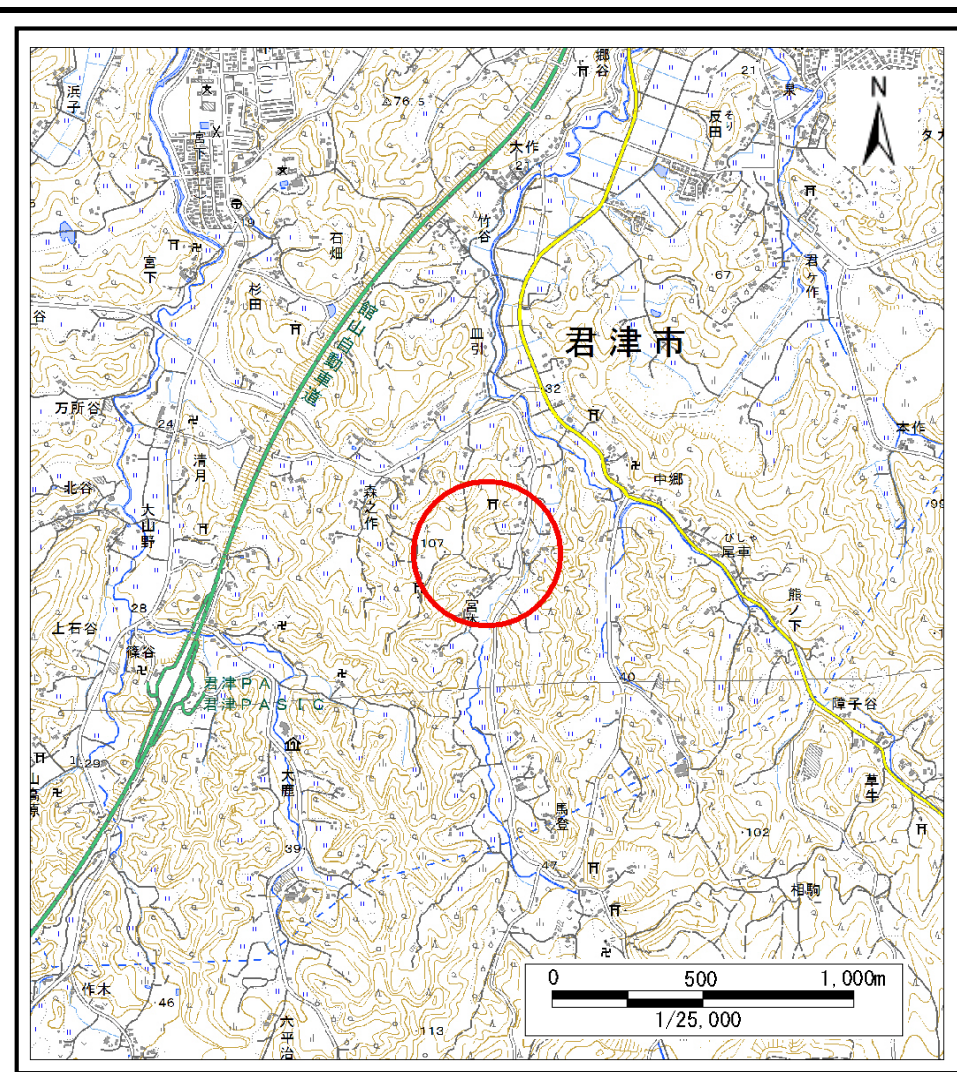 浜子
76.5
郷谷
21
泉
N
反田
そり
宮下
大作
21
19
竹谷
石畑
宮下
杉田
67
君ヶ作
谷
館山自動車道
皿引
君津市
32
万所谷
24
本作
清月
中郷
北谷
森之作
大山野
99
107
びしゃ
尾車
熊ノ下
宮本
28
上石谷
篠谷
40
君津PA
君津PASIC
障子谷
29
大鹿
草牛
馬登
102
39
47
相駒
作木
46
六平治
113
0 500 1,000m
1/25,000